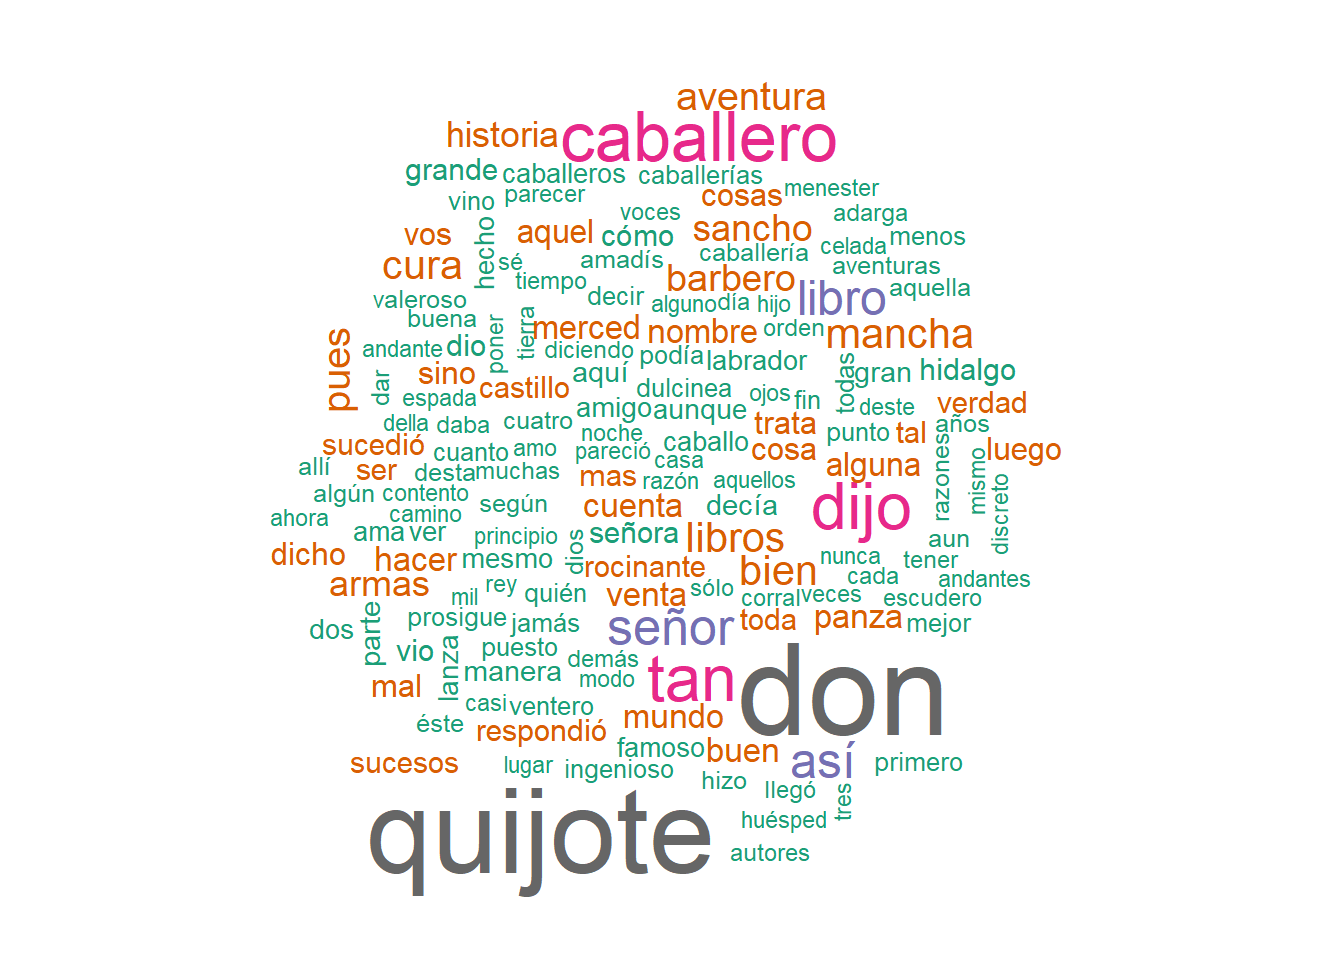 aventura
historia caballero
grande caballeros caballerías
vino parecer cosas menester
voces adarga
vos hecho aquel cómo sancho menos
caballería celada
cura sé amadís aventuras
tiempo barbero aquella
valeroso decir alguno día hijo libro
buena poner tierra merced nombre orden mancha
pues andante dio diciendo podía labrador
dar sino castillo aquí todas gran hidalgo
espada dulcinea ojos fin
della daba cuatro amigo aunque deste verdad
noche trata punto tal años
sucedió cuanto amo pareció caballo cosa luego
allí ser desta muchas casa alguna razones mismo
mas razón aquellos
algún contento según cuenta decía dijo discreto
ahora camino
ama ver principio señora libros aun
dicho hacer mesmo dios rocinante nunca tener
armas mil rey quién venta sólo bien cada andantes
corral veces escudero
dos parte prosigue jamás señor toda panza mejor
vio lanza puesto
manera demás tan don
mal modo
casi ventero
éste respondió mundo
famoso buen así primero
sucesos lugar ingenioso hizo
llegó tres
quijote huésped
autores